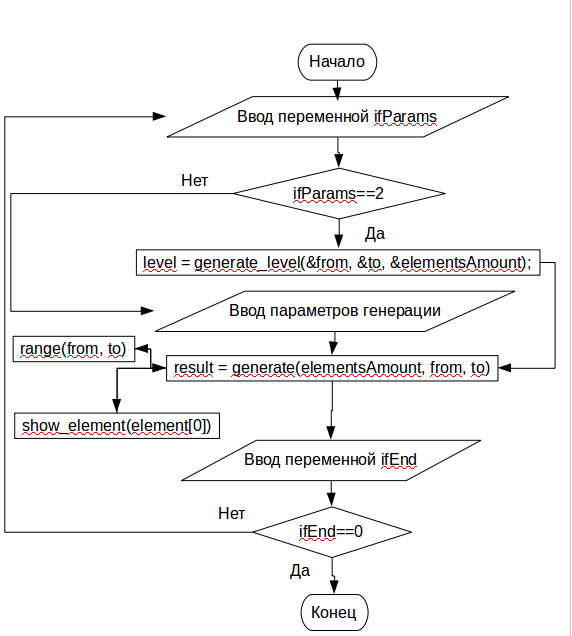 Начало
Ввод переменной ifParams
Нет
ifParams==2
Да
level = generate_level(&from, &to, &elementsAmount);
Ввод параметров генерации
range(from, to)
result = generate(elementsAmount, from, to)
show_element(element[0])
Ввод переменной ifEnd
Нет
ifEnd==0
Да
Конец